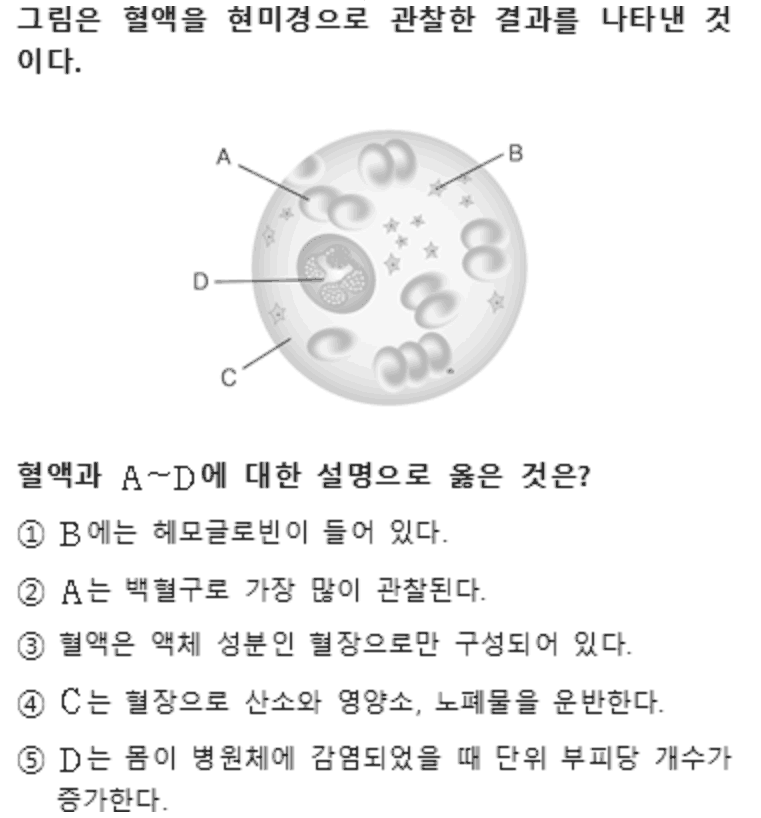 그림은 혈액을 현미경으로 관찰한 결과를 나타낸 것
이다.
A
B
D
C
혈액과 A~D에 대한 설명으로 옳은 것은?
① B에는 헤모글로빈이 들어 있다.
② A는 백혈구로 가장 많이 관찰된다.
③ 혈액은 액체 성분인 혈장으로만 구성되어 있다.
④ C는 혈장으로 산소와 영양소, 노폐물을 운반한다.
⑤ D는 몸이 병원체에 감염되었을 때 단위 부피당 개수가
증가한다.